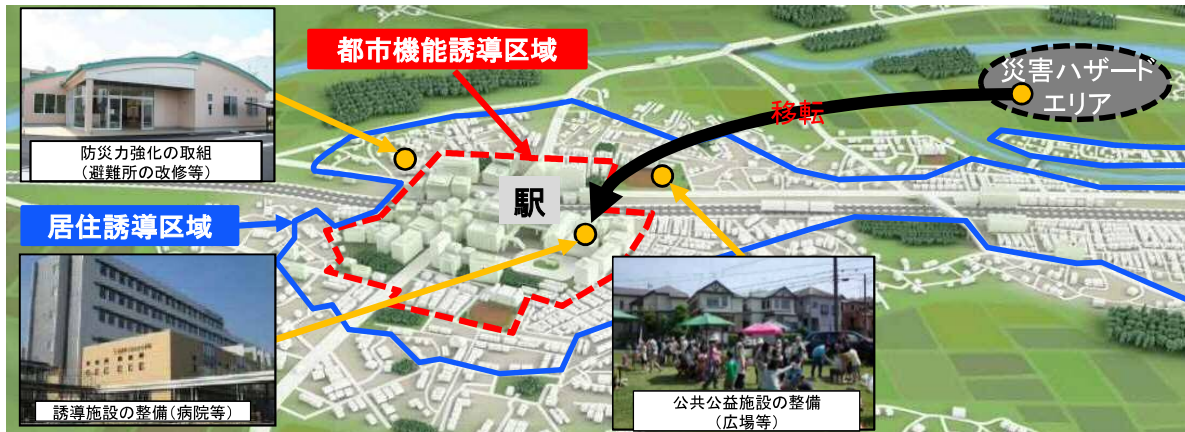 都市機能誘導区域
災害ハザード
エリア
移転
防災力強化の取組
(避難所の改修等)
駅
居住誘導区域
誘導施設の整備(病院等)
公共公益施設の整備
(広場等)